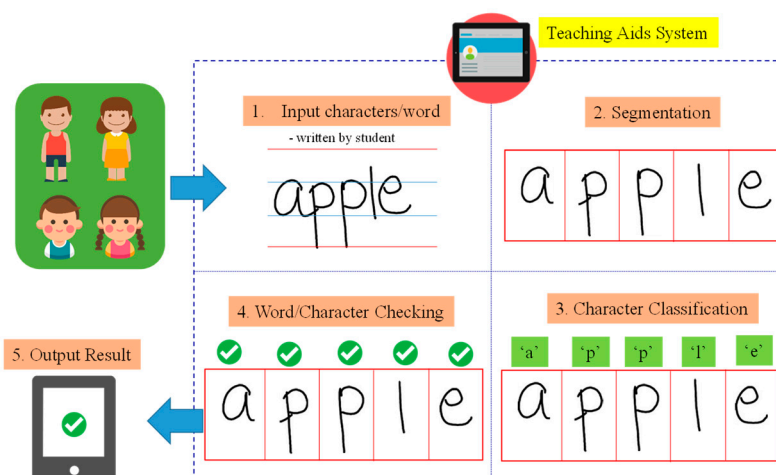 Teaching Aids System
1. Input characters/word
- written by student
apple
2. Segmentation
a p p l e
3. Character Classification
‘a’ ‘p’ ‘p’ ‘l’ ‘e’
a p p l e
4. Word/Character Checking
a p p l e
5. Output Result